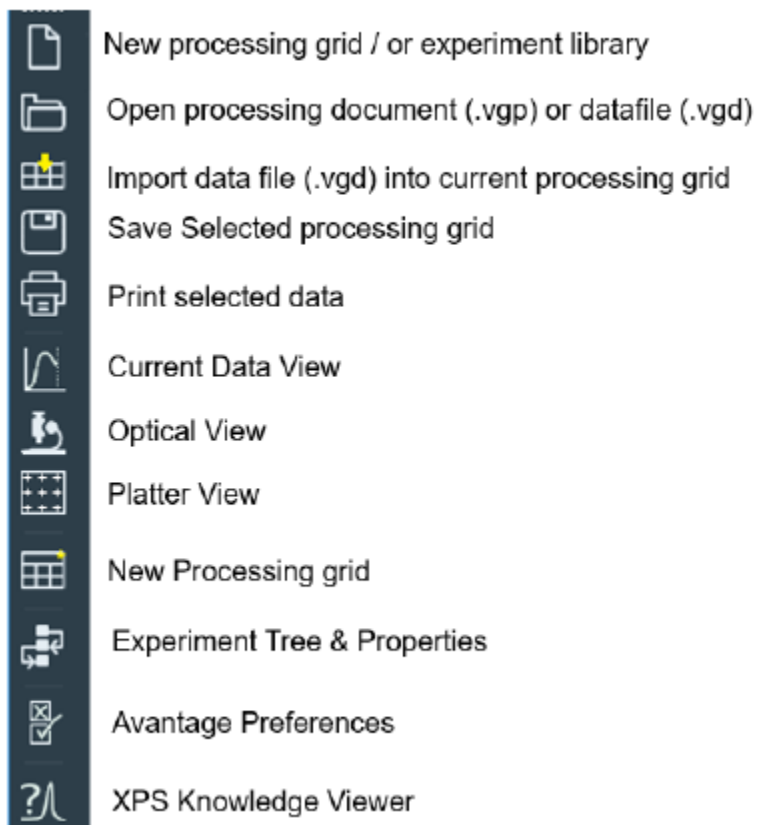 New processing grid / or experiment library
Open processing document (.vgp) or datafile (.vgd)
Import data file (.vgd) into current processing grid
Save Selected processing grid
Print selected data
Current Data View
Optical View
Platter View
New Processing grid
Experiment Tree & Properties
Avantage Preferences
XPS Knowledge Viewer